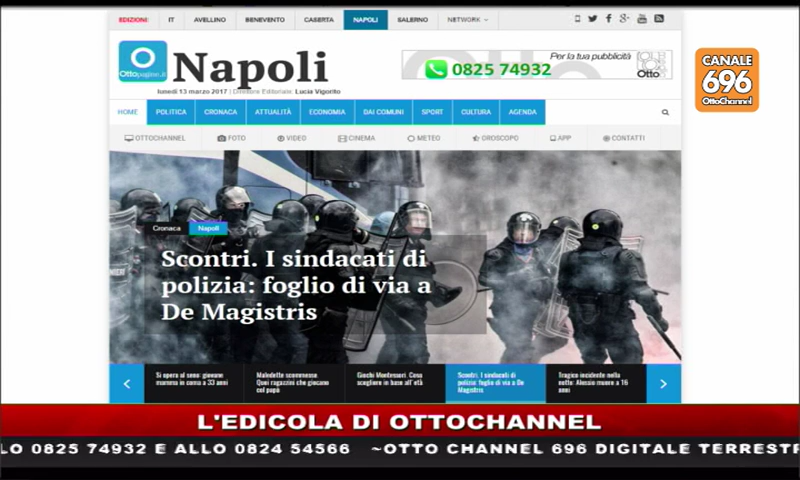 EDIZIONI: IT AVELLINO BENEVENTO CASERTA NAPOLI SALERNO NETWORK
Ottopagine.it
Napoli
lunedì 13 marzo 2017 | Direttore Editoriale: Lucia Vigorito
Per la tua pubblicità
0825 74932
Otto
CANALE
696
OttoChannel
HOME POLITICA CRONACA ATTUALITÀ ECONOMIA DAI COMUNI SPORT CULTURA AGENDA
OTTOCHANNEL FOTO VIDEO CINEMA METEO OROSCOPO APP CONTATTI
Cronaca Napoli
Scontri. I sindacati di
polizia: foglio di via a
De Magistris
Si opera al seno: giovane
mamma in coma a 33 anni
Maledette scommesse.
Quei ragazzini che giocano
col papà
Giochi Montessori. Cosa
scegliere in base all'età
Scontri. I sindacati di
polizia: foglio di via a De
Magistris
Tragico incidente nella
notte: Alessio muore a 16
anni
L'EDICOLA DI OTTOCHANNEL
LO 0825 74932 E ALLO 0824 54566 ~OTTO CHANNEL 696 DIGITALE TERRESTR